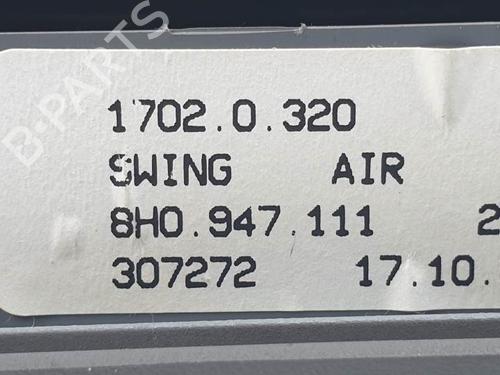 B-PARTS
1702.0.320
SWING AIR
8H0.947.111 2
307272 17.10.